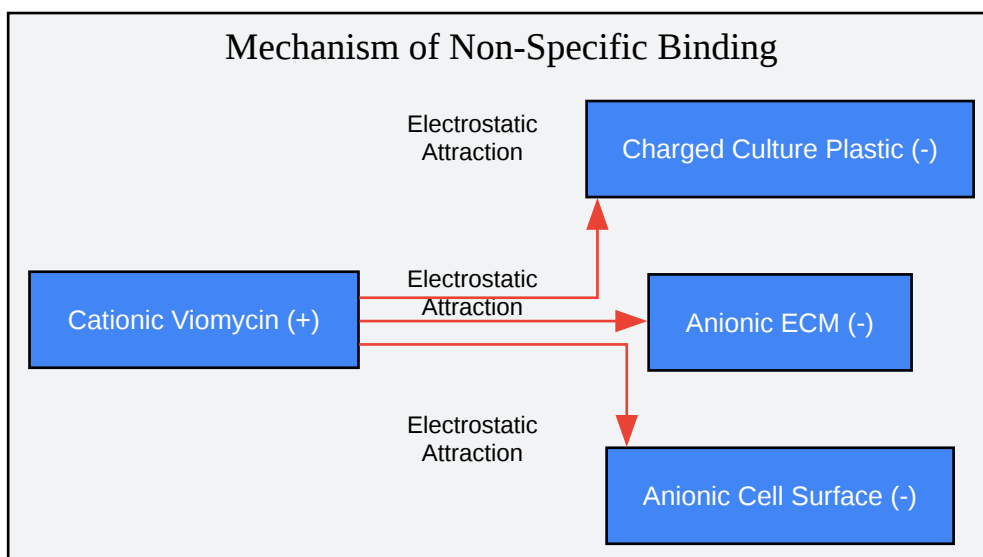 Mechanism of Non-Specific Binding
Electrostatic
Attraction
Charged Culture Plastic (-)
Cationic Viomycin (+)
Electrostatic
Attraction
Anionic ECM (-)
Electrostatic
Attraction
Anionic Cell Surface (-)